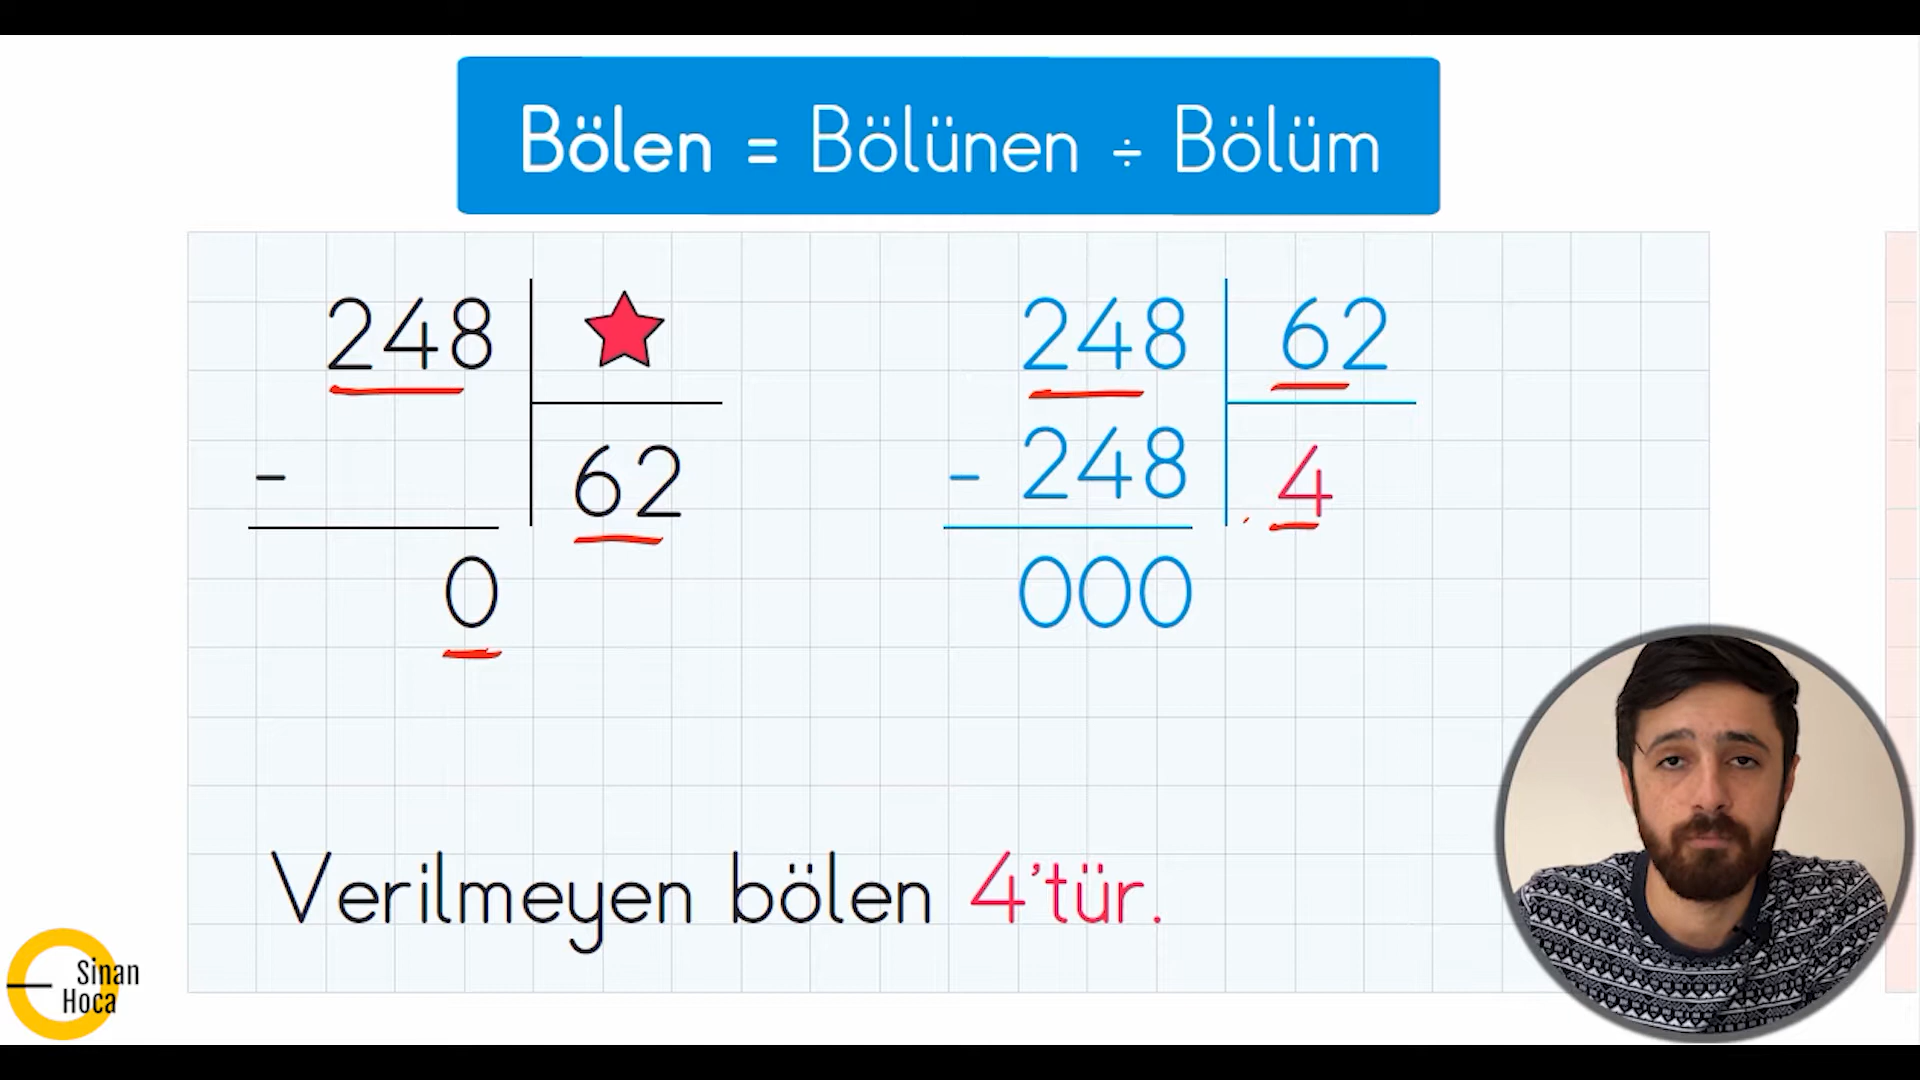 Bölen = Bölünen ÷ Bölüm
248
62
-
0
248 62
- 248 4
000
Verilmeyen bölen 4'tür.
Sinan
Hoca